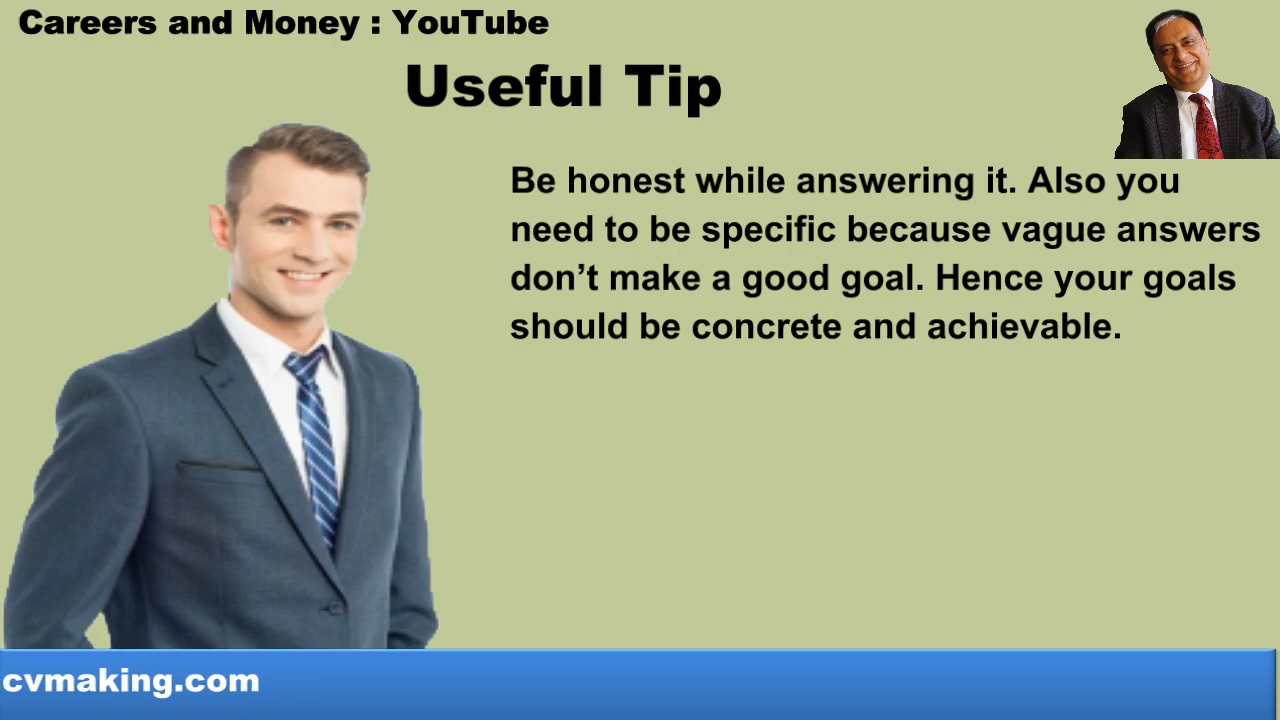 Careers and Money : YouTube
Useful Tip
Be honest while answering it. Also you
need to be specific because vague answers
don’t make a good goal. Hence your goals
should be concrete and achievable.
cvmaking.com